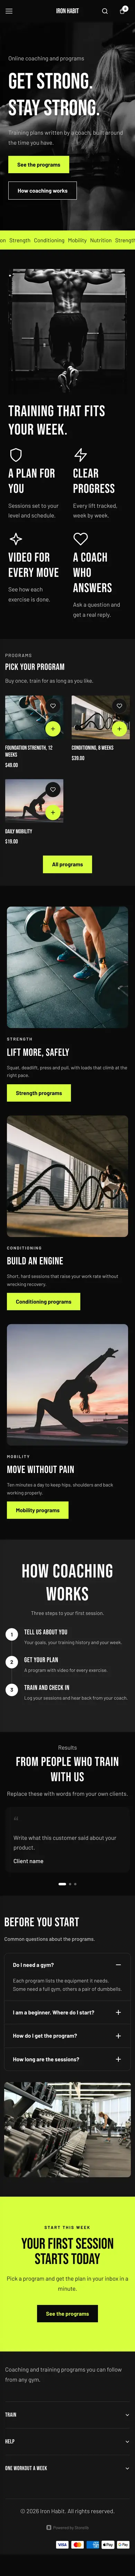 IRON HABIT
Online coaching and programs
GET STRONG.
STAY STRONG.
Training plans written by a coach, built around
the time you have.
See the programs
How coaching works
Strength Conditioning Mobility Nutrition Strength
TRAINING THAT FITS
YOUR WEEK.
A PLAN FOR
YOU
Sessions set to your
level and schedule.
CLEAR
PROGRESS
Every lift tracked,
week by week.
VIDEO FOR
EVERY MOVE
See how each
exercise is done.
A COACH
WHO
ANSWERS
Ask a question and
get a real reply.
PROGRAMS
PICK YOUR PROGRAM
Buy once, train for as long as you like.
FOUNDATION STRENGTH, 12
WEEKS
$49.00
CONDITIONING, 8 WEEKS
$39.00
DAILY MOBILITY
$19.00
All programs
STRENGTH
LIFT MORE, SAFELY
Squat, deadlift, press and pull, with loads that climb at the
right pace.
Strength programs
CONDITIONING
BUILD AN ENGINE
Short, hard sessions that raise your work rate without
wrecking recovery.
Conditioning programs
MOBILITY
MOVE WITHOUT PAIN
Ten minutes a day to keep hips, shoulders and back
working properly.
Mobility programs
HOW COACHING
WORKS
Three steps to your first session.
1
TELL US ABOUT YOU
Your goals, your training history and your week.
2
GET YOUR PLAN
A program with video for every exercise.
3
TRAIN AND CHECK IN
Log your sessions and hear back from your coach.
Results
FROM PEOPLE WHO TRAIN
WITH US
Replace these with words from your own clients.
Write what this customer said about your
product.
Client name
BEFORE YOU START
Common questions about the programs.
Do I need a gym?
Each program lists the equipment it needs.
Some need a full gym, others a pair of dumbbells.
I am a beginner. Where do I start?
How do I get the program?
How long are the sessions?
START THIS WEEK
YOUR FIRST SESSION
STARTS TODAY
Pick a program and get the plan in your inbox in a
minute.
See the programs
Coaching and training programs you can follow
from any gym.
TRAIN
HELP
ONE WORKOUT A WEEK
© 2026 Iron Habit. All rights reserved.
VISA